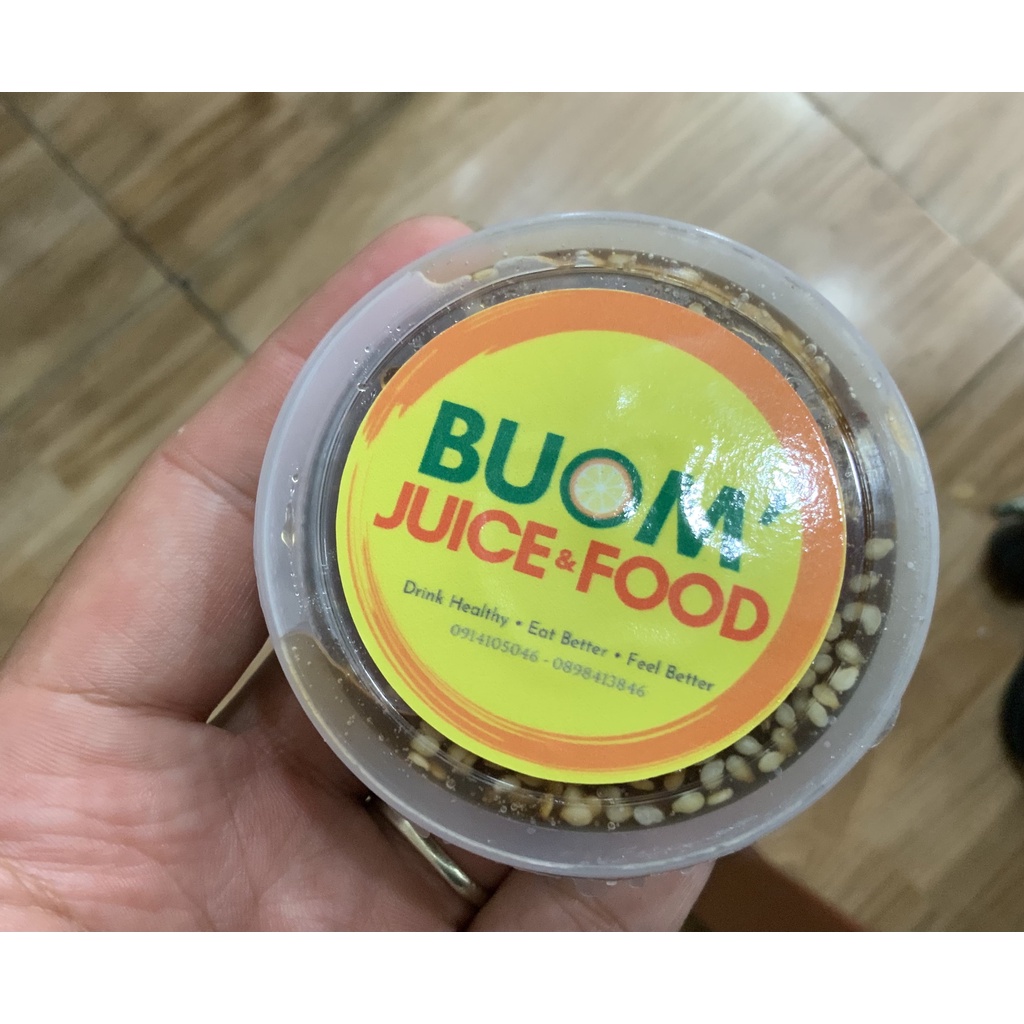 BUOM'
JUICE & FOOD
Drink Healthy • Eat Better • Feel Better
0914105046 - 0898413846